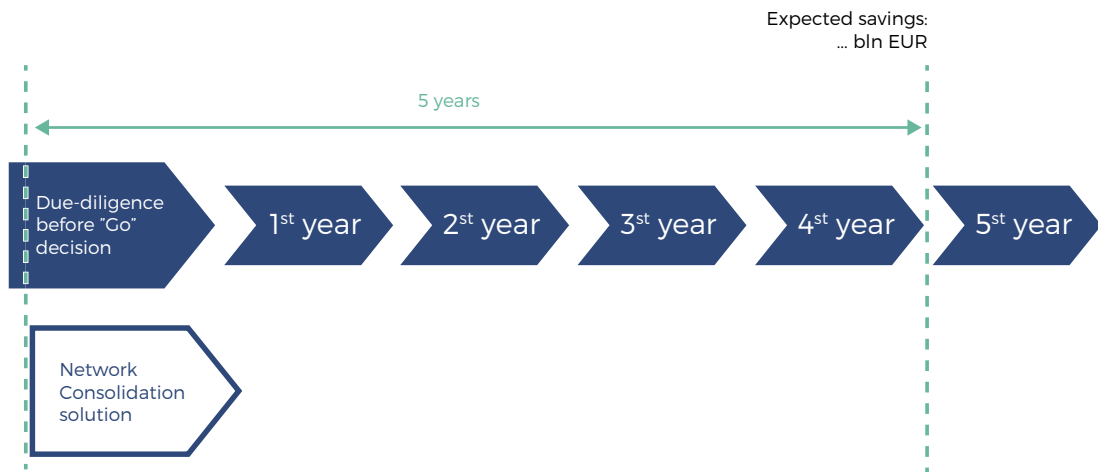 Expected savings:
... bln EUR
5 years
Due-diligence
before "Go"
decision
1st year
2st year
3st year
4st year
5st year
Network
Consolidation
solution